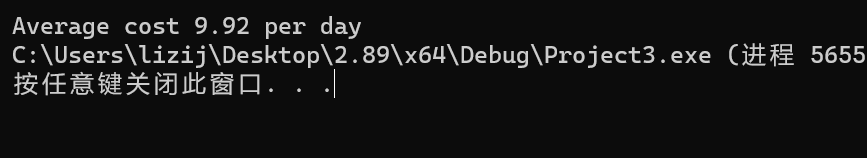 Average cost 9.92 per day
C:\Users\lizij\Desktop\2.89\x64\Debug\Project3.exe (进程 5655
按任意键关闭此窗口. . .